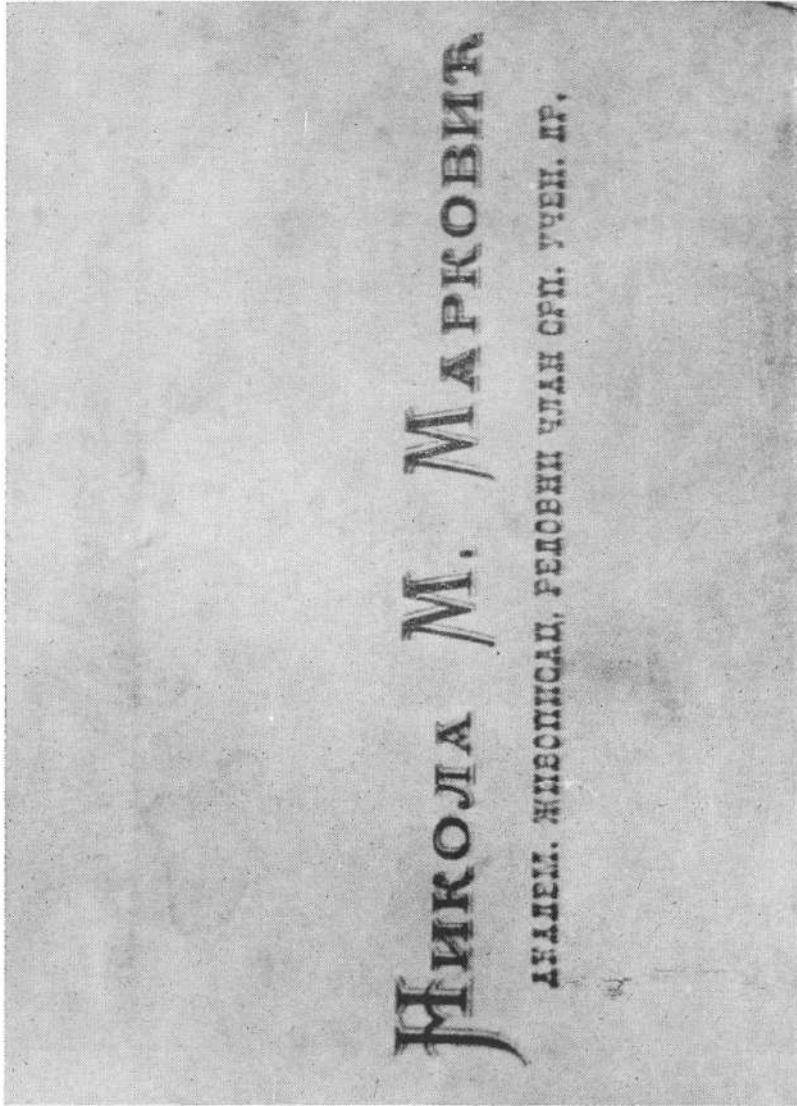 Никола М. Марковић
АКАДЕМ. ЖИВОПИСАЦ, РЕДОВНИ ЧЛАН СРП. УЧЕН. ДР.